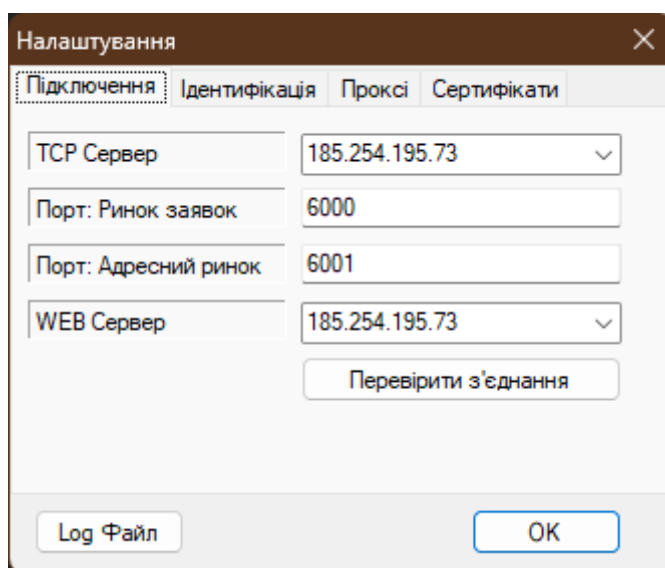 Налаштування
Підключення Ідентифікація Проксі Сертифікати
TCP Сервер 185.254.195.73
Порт: Ринок заявок 6000
Порт: Адресний ринок 6001
WEB Сервер 185.254.195.73
Перевірити з'єднання
Log Файл OK